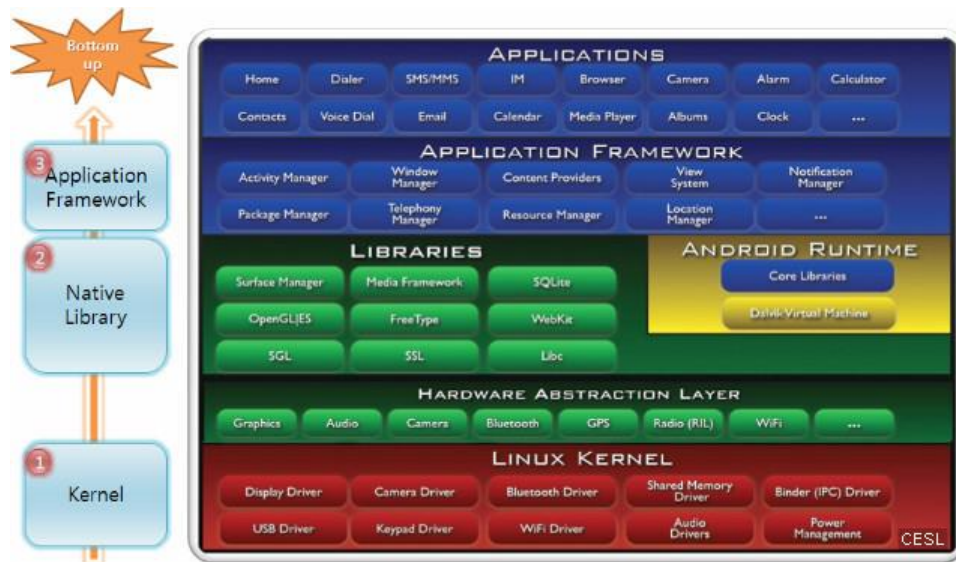 Bottom
up
3
Application
Framework
2
Native
Library
1
Kernel
APPLICATIONS
Home Dialer SMS/MMS IM Browser Camera Alarm Calculator
Contacts Voice Dial Email Calendar Media Player Albums Clock ...
APPLICATION FRAMEWORK
Activity Manager Window Manager Content Providers View System Notification Manager
Package Manager Telephony Manager Resource Manager Location Manager ...
LIBRARIES
Surface Manager Media Framework SQLite
OpenGL|ES FreeType WebKit
SGL SSL Libc
ANDROID RUNTIME
Core Libraries
Dalvik Virtual Machine
HARDWARE ABSTRACTION LAYER
Graphics Audio Camera Bluetooth GPS Radio (RIL) WiFi ...
LINUX KERNEL
Display Driver Camera Driver Bluetooth Driver Shared Memory Driver Binder (IPC) Driver
USB Driver Keypad Driver WiFi Driver Audio Drivers Power Management
CESL